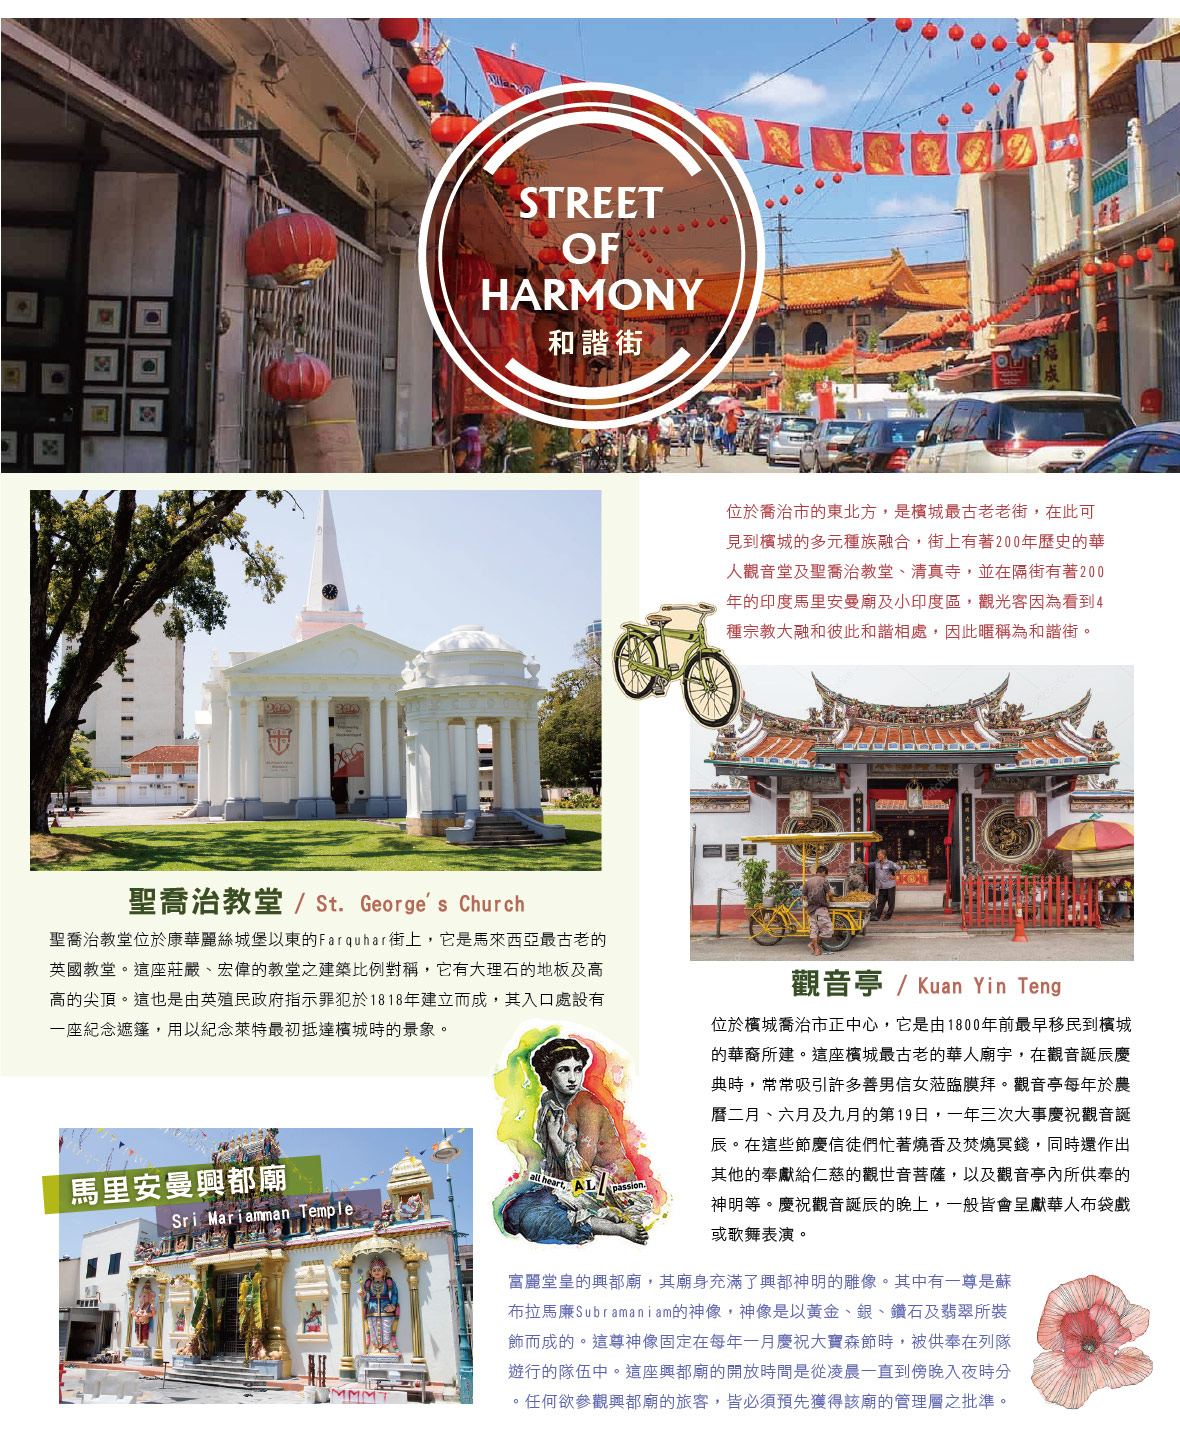 STREET
OF
HARMONY
和諧街
位於喬治市的東北方，是檳城最古老老街，在此可
見到檳城的多元種族融合，街上有著200年歷史的華
人觀音堂及聖喬治教堂、清真寺，並在隔街有著200
年的印度馬里安曼廟及小印度區，觀光客因為看到4
種宗教大融和彼此和諧相處，因此暱稱為和諧街。
聖喬治教堂 / St. George's Church
聖喬治教堂位於康華麗絲城堡以東的Farquhar街上，它是馬來西亞最古老的
英國教堂。這座莊嚴、宏偉的教堂之建築比例對稱，它有大理石的地板及高
高的尖頂。這也是由英殖民政府指示罪犯於1818年建立而成，其入口處設有
一座紀念遮篷，用以紀念萊特最初抵達檳城時的景象。
觀音亭 / Kuan Yin Teng
位於檳城喬治市正中心，它是由1800年前最早移民到檳城
的華裔所建。這座檳城最古老的華人廟宇，在觀音誕辰慶
典時，常常吸引許多善男信女蒞臨膜拜。觀音亭每年於農
曆二月、六月及九月的第19日，一年三次大事慶祝觀音誕
辰。在這些節慶信徒們忙著燒香及焚燒冥錢，同時還作出
其他的奉獻給仁慈的觀世音菩薩，以及觀音亭內所供奉的
神明等。慶祝觀音誕辰的晚上，一般皆會呈獻華人布袋戲
或歌舞表演。
all heart, ALL passion.
馬里安曼興都廟
Sri Mariamman Temple
富麗堂皇的興都廟，其廟身充滿了興都神明的雕像。其中有一尊是蘇
布拉馬廉Subramaniam的神像，神像是以黃金、銀、鑽石及翡翠所裝
飾而成的。這尊神像固定在每年一月慶祝大寶森節時，被供奉在列隊
遊行的隊伍中。這座興都廟的開放時間是從凌晨一直到傍晚入夜時分
。任何欲參觀興都廟的旅客，皆必須預先獲得該廟的管理層之批準。